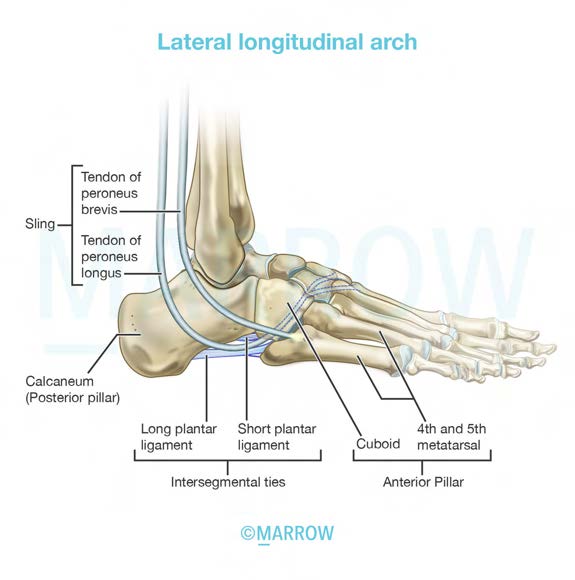 Lateral longitudinal arch
Tendon of
peroneus
brevis
Sling
Tendon of
peroneus
longus
MARROW
Calcaneum
(Posterior pillar)
Long plantar
ligament
Short plantar
ligament
Cuboid
4th and 5th
metatarsal
Intersegmental ties
Anterior Pillar
©MARROW